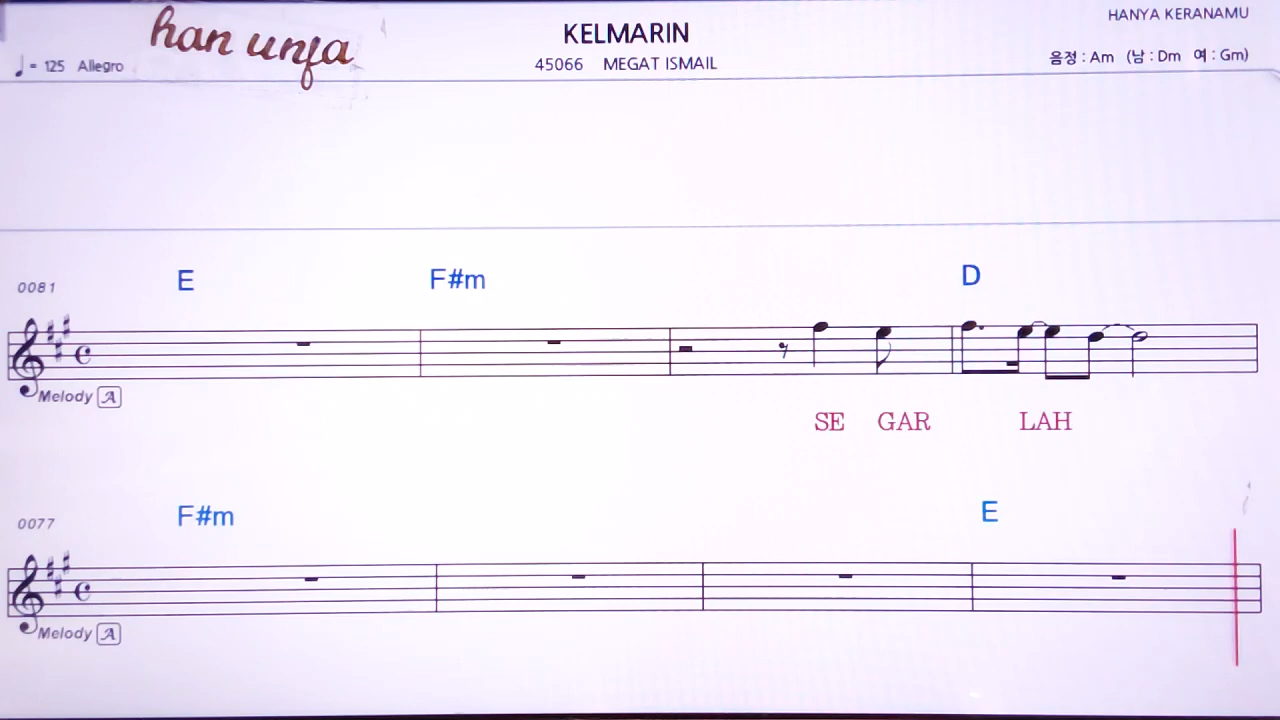 han unja
KELMARIN
HANYA KERANAMU
♩= 125 Allegro
45066 MEGAT ISMAIL
음정 : Am (남 : Dm 여 : Gm)
0081
E F#m D
Melody A
SE GAR LAH
0077
F#m E
Melody A